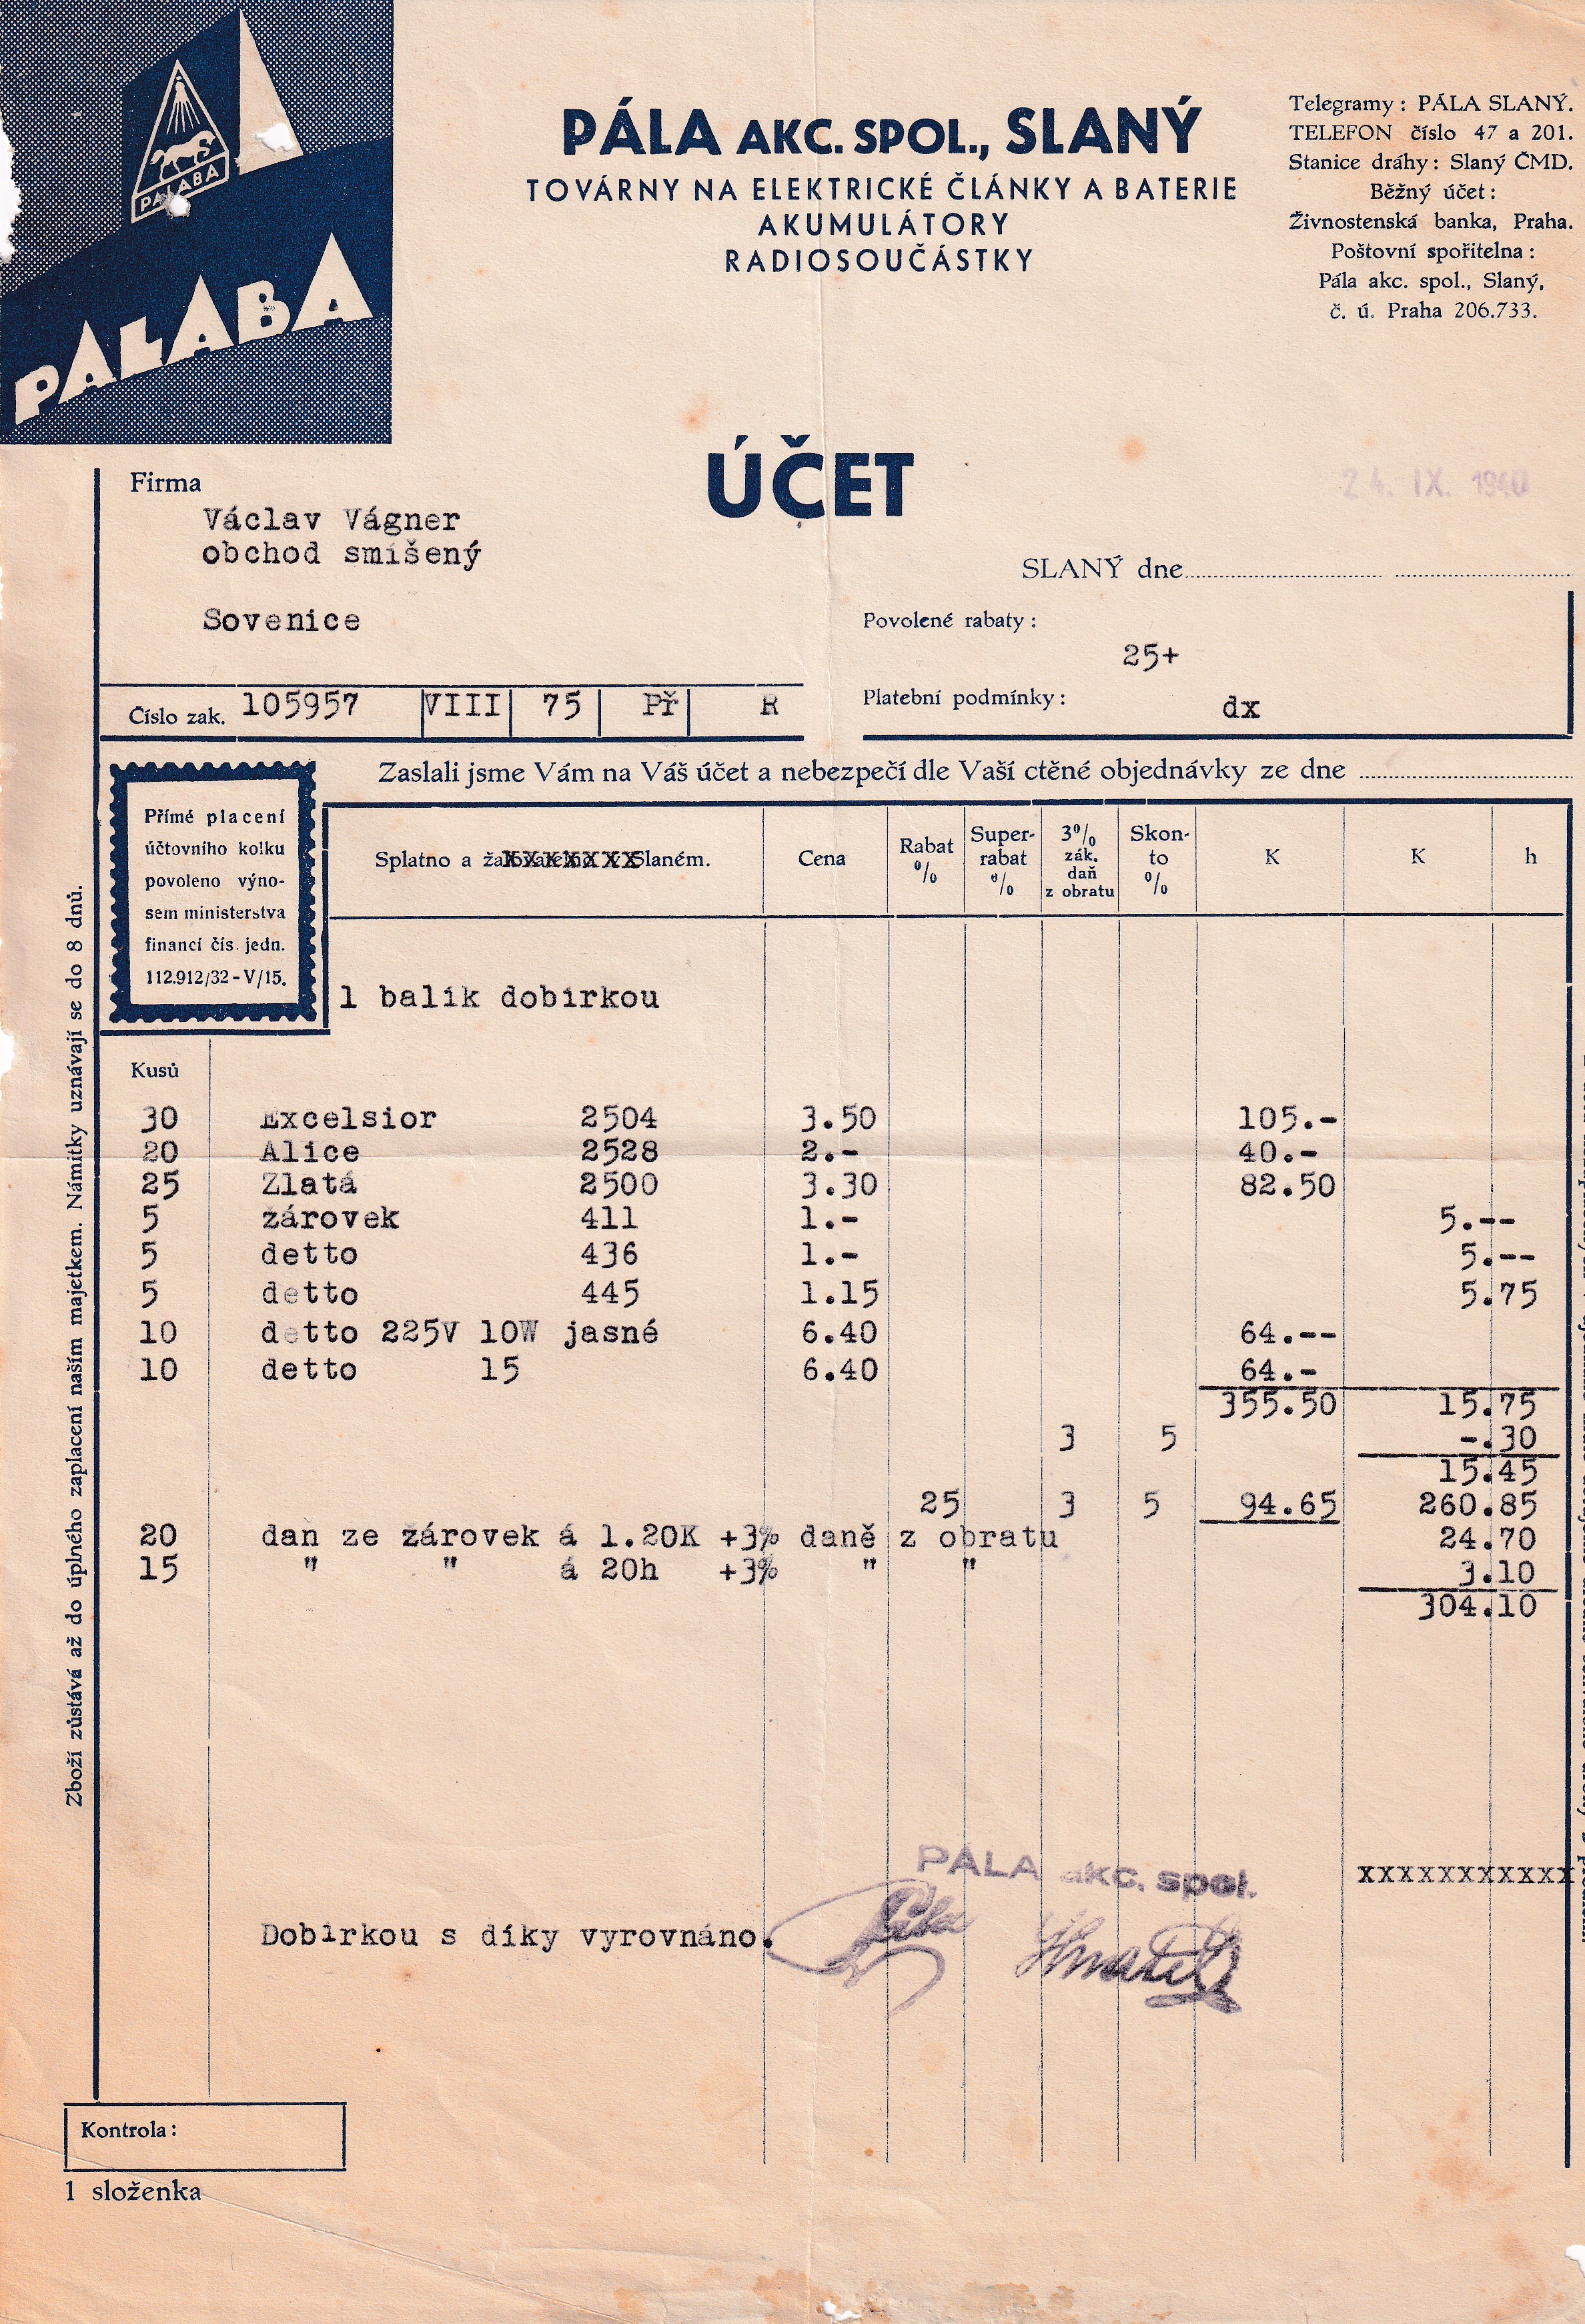 PALABA
PALABA
PÁLA AKC. SPOL., SLANÝ
TOVÁRNY NA ELEKTRICKÉ ČLÁNKY A BATERIE
AKUMULÁTORY
RADIOSOUČÁSTKY
Telegramy: PÁLA SLANÝ.
TELEFON číslo 47 a 201.
Stanice dráhy: Slaný ČMD.
Běžný účet:
Živnostenská banka, Praha.
Poštovní spořitelna:
Pála akc. spol., Slaný,
č. ú. Praha 206.733.
ÚČET
24. IX. 1940
Firma
Václav Vágner
obchod smíšený
Sovenice
SLANÝ dne
Povolené rabaty:
25+
Platební podmínky:
dx
Číslo zak. 105957 VIII 75 Př R
Zaslali jsme Vám na Váš účet a nebezpečí dle Vaší ctěné objednávky ze dne
Přímé placení
účtovního kolku
povoleno výno-
sem ministerstva
financí čís. jedn.
112.912/32-V/15.
Splatno a XXXXXXX Slaném.
Cena
Rabat %
Super-rabat %
3% zák. daň z obratu
Skon-to %
K
K h
1 balík dobírkou
Kusů
30 Excelsior 2504 3.50 105.-
20 Alice 2528 2.- 40.-
25 Zlatá 2500 3.30 82.50
5 žárovek 411 1.- 5.--
5 detto 436 1.- 5.--
5 detto 445 1.15 5.75
10 detto 225V 10W jasné 6.40 64.--
10 detto 15 6.40 64.-
355.50 15.75
3 5 -.30
15.45
25 3 5 94.65 260.85
20 dan ze žárovek á 1.20K +3% daně z obratu 24.70
15 " " á 20h +3% " " 3.10
304.10
XXXXXXXXXXX
PÁLA akc. spol.
Dobírkou s díky vyrovnáno.
Zboží zůstává až do úplného zaplacení naším majetkem. Námitky uznávají se do 8 dnů.
Kontrola:
1 složenka